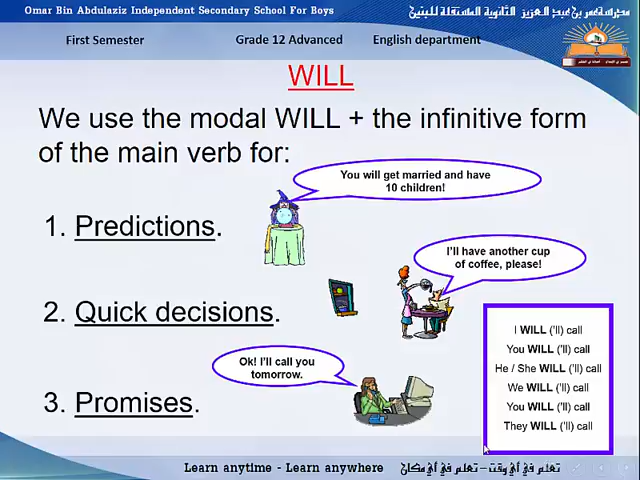 Omar Bin Abdulaziz Independent Secondary School For Boys
مدرسة عمر بن عبد العزيز الثانوية المستقلة للبنين
First Semester
Grade 12 Advanced
English department
WILL
We use the modal WILL + the infinitive form
of the main verb for:
You will get married and have
10 children!
1. Predictions.
I'll have another cup
of coffee, please!
2. Quick decisions.
I WILL ('ll) call
You WILL ('ll) call
He / She WILL ('ll) call
We WILL ('ll) call
You WILL ('ll) call
They WILL ('ll) call
Ok! I'll call you
tomorrow.
3. Promises.
Learn anytime - Learn anywhere
تعلم في أي وقت – تعلم في أي مكان